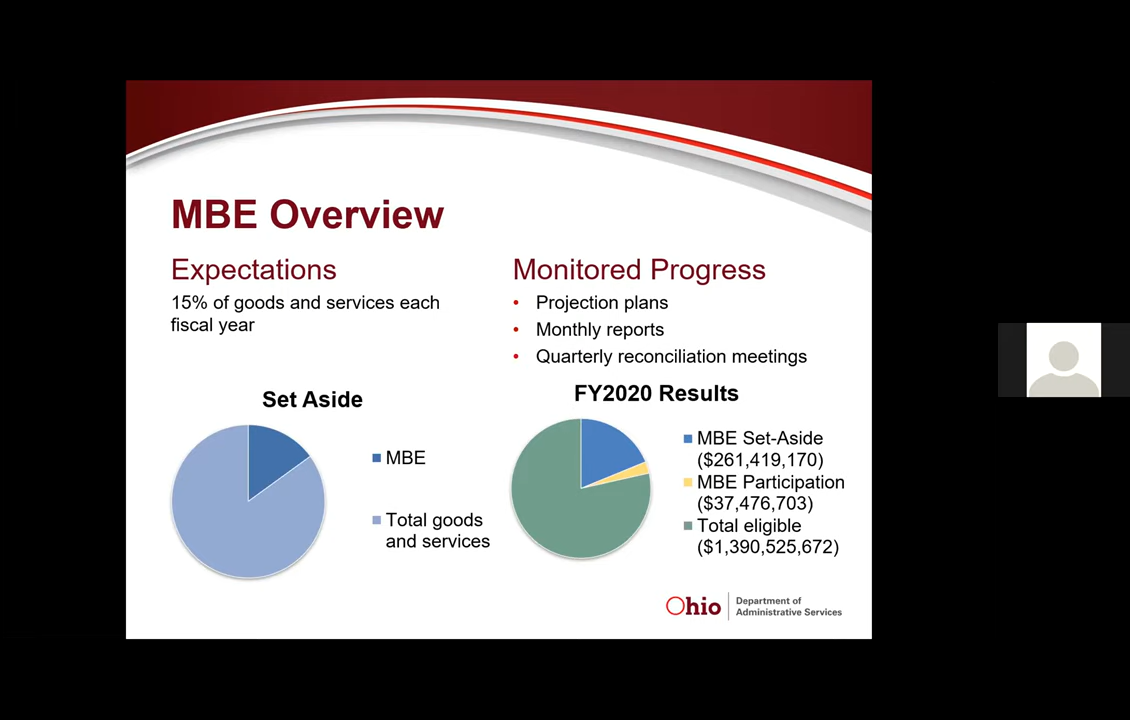 MBE Overview
Expectations
15% of goods and services each
fiscal year
Set Aside
MBE
Total goods
and services
Monitored Progress
• Projection plans
• Monthly reports
• Quarterly reconciliation meetings
FY2020 Results
MBE Set-Aside
($261,419,170)
MBE Participation
($37,476,703)
Total eligible
($1,390,525,672)
Ohio
Department of
Administrative Services